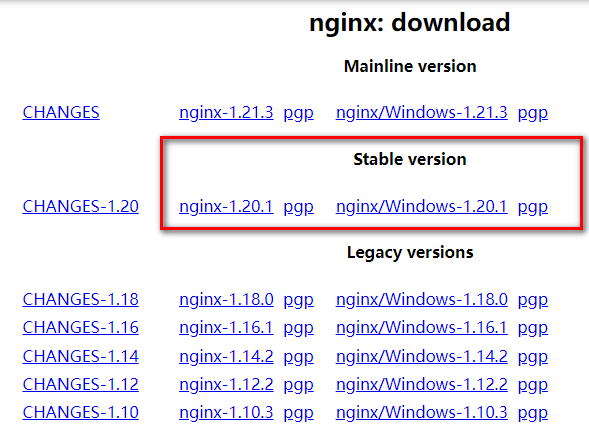 nginx: download
Mainline version
CHANGES nginx-1.21.3 pgp nginx/Windows-1.21.3 pgp
Stable version
CHANGES-1.20 nginx-1.20.1 pgp nginx/Windows-1.20.1 pgp
Legacy versions
CHANGES-1.18 nginx-1.18.0 pgp nginx/Windows-1.18.0 pgp
CHANGES-1.16 nginx-1.16.1 pgp nginx/Windows-1.16.1 pgp
CHANGES-1.14 nginx-1.14.2 pgp nginx/Windows-1.14.2 pgp
CHANGES-1.12 nginx-1.12.2 pgp nginx/Windows-1.12.2 pgp
CHANGES-1.10 nginx-1.10.3 pgp nginx/Windows-1.10.3 pgp